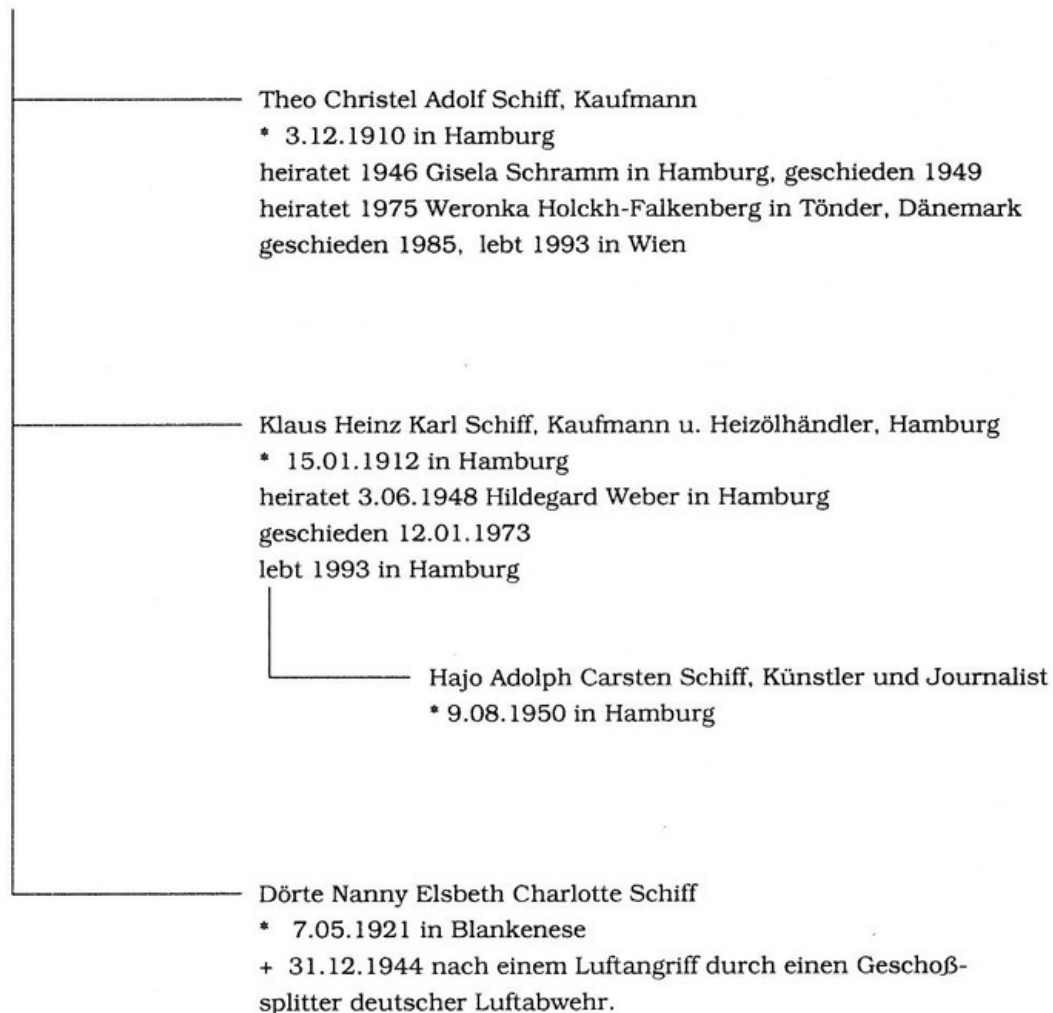 Theo Christel Adolf Schiff, Kaufmann
* 3.12.1910 in Hamburg
heiratet 1946 Gisela Schramm in Hamburg, geschieden 1949
heiratet 1975 Weronka Holckh-Falkenberg in Tönder, Dänemark
geschieden 1985, lebt 1993 in Wien
Klaus Heinz Karl Schiff, Kaufmann u. Heizölhändler, Hamburg
* 15.01.1912 in Hamburg
heiratet 3.06.1948 Hildegard Weber in Hamburg
geschieden 12.01.1973
lebt 1993 in Hamburg
Hajo Adolph Carsten Schiff, Künstler und Journalist
* 9.08.1950 in Hamburg
Dörte Nanny Elsbeth Charlotte Schiff
* 7.05.1921 in Blankenese
+ 31.12.1944 nach einem Luftangriff durch einen Geschoß-
splitter deutscher Luftabwehr.